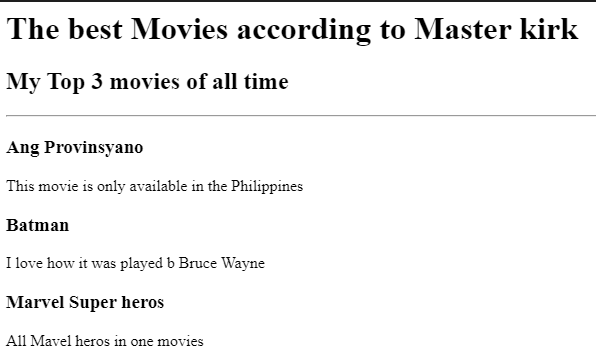 The best Movies according to Master kirk
My Top 3 movies of all time
Ang Provinsyano
This movie is only available in the Philippines
Batman
I love how it was played b Bruce Wayne
Marvel Super heros
All Mavel heros in one movies